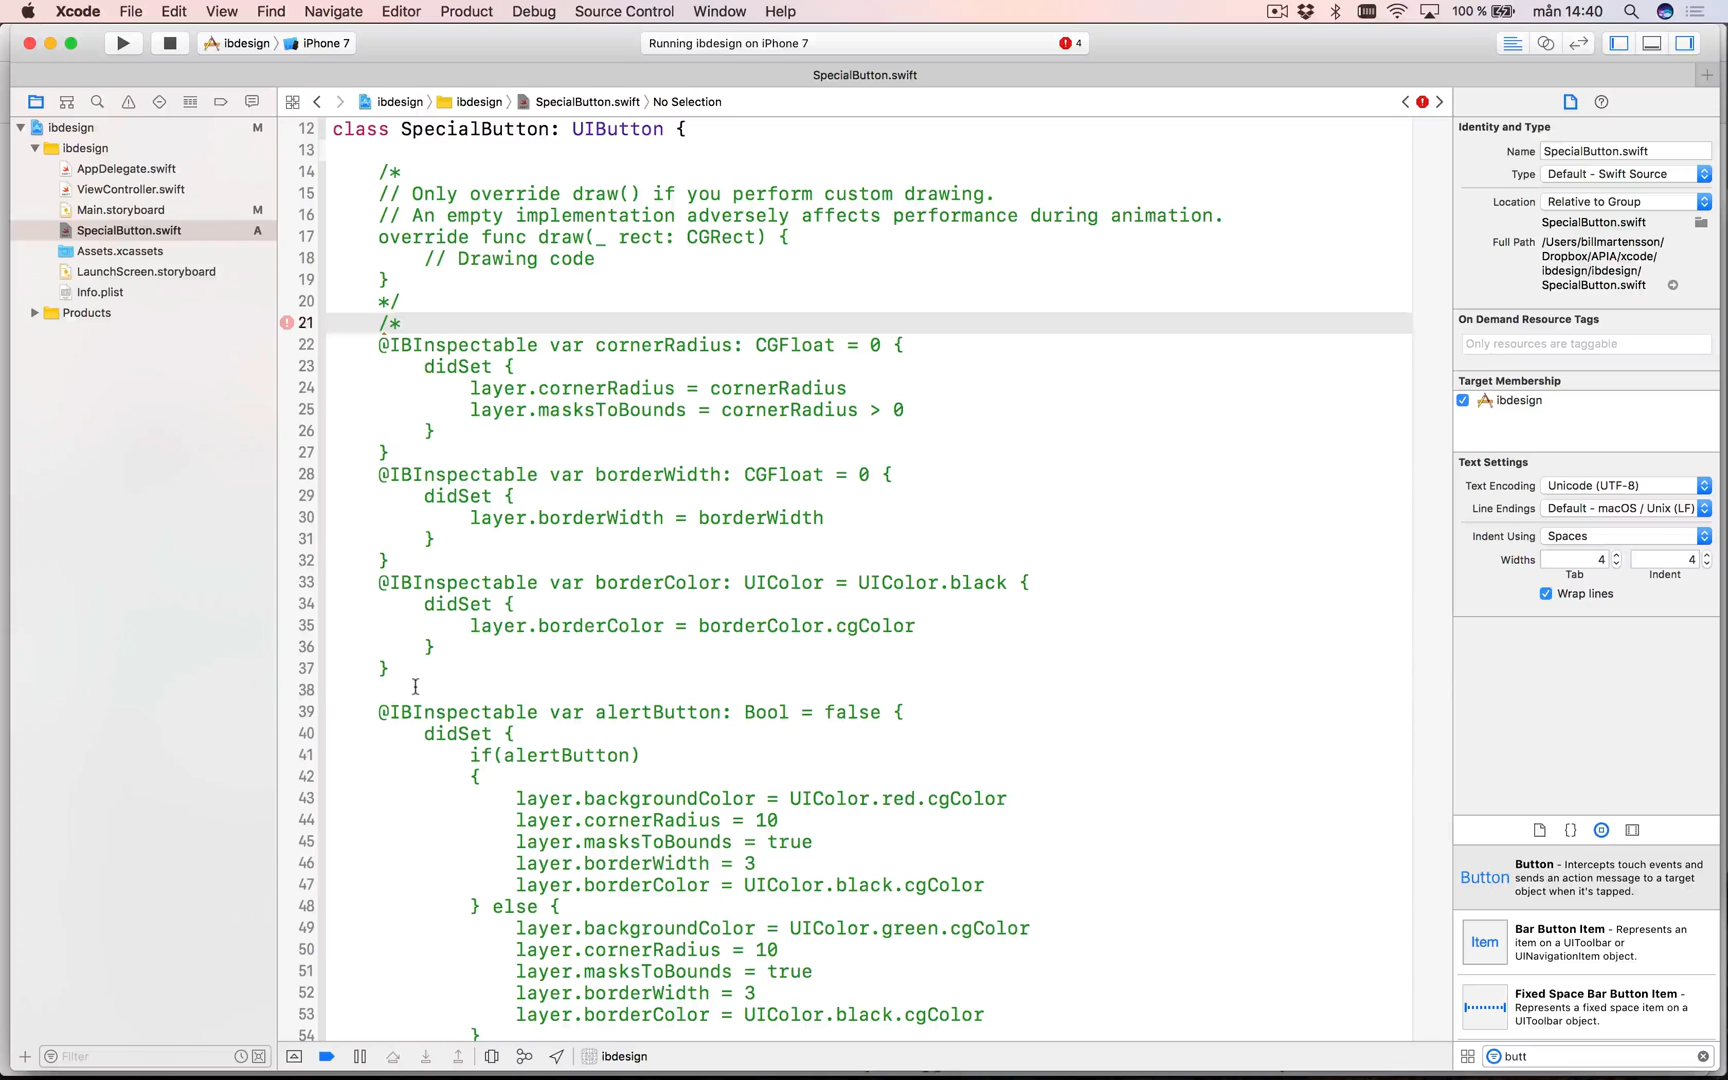 Xcode File Edit View Find Navigate Editor Product Debug Source Control Window Help 100 % mån 14:40
ibdesign iPhone 7 Running ibdesign on iPhone 7 4
SpecialButton.swift
ibdesign ibdesign SpecialButton.swift No Selection
ibdesign M
ibdesign
AppDelegate.swift
ViewController.swift
Main.storyboard M
SpecialButton.swift A
Assets.xcassets
LaunchScreen.storyboard
Info.plist
Products
Filter
12 class SpecialButton: UIButton {
13
14 /*
15 // Only override draw() if you perform custom drawing.
16 // An empty implementation adversely affects performance during animation.
17 override func draw(_ rect: CGRect) {
18 // Drawing code
19 }
20 */
21 /*
22 @IBInspectable var cornerRadius: CGFloat = 0 {
23 didSet {
24 layer.cornerRadius = cornerRadius
25 layer.masksToBounds = cornerRadius > 0
26 }
27 }
28 @IBInspectable var borderWidth: CGFloat = 0 {
29 didSet {
30 layer.borderWidth = borderWidth
31 }
32 }
33 @IBInspectable var borderColor: UIColor = UIColor.black {
34 didSet {
35 layer.borderColor = borderColor.cgColor
36 }
37 }
38
39 @IBInspectable var alertButton: Bool = false {
40 didSet {
41 if(alertButton)
42 {
43 layer.backgroundColor = UIColor.red.cgColor
44 layer.cornerRadius = 10
45 layer.masksToBounds = true
46 layer.borderWidth = 3
47 layer.borderColor = UIColor.black.cgColor
48 } else {
49 layer.backgroundColor = UIColor.green.cgColor
50 layer.cornerRadius = 10
51 layer.masksToBounds = true
52 layer.borderWidth = 3
53 layer.borderColor = UIColor.black.cgColor
54 }
ibdesign
Identity and Type
Name SpecialButton.swift
Type Default - Swift Source
Location Relative to Group
SpecialButton.swift
Full Path /Users/billmartensson/
Dropbox/APIA/xcode/
ibdesign/ibdesign/
SpecialButton.swift
On Demand Resource Tags
Only resources are taggable
Target Membership
ibdesign
Text Settings
Text Encoding Unicode (UTF-8)
Line Endings Default - macOS / Unix (LF)
Indent Using Spaces
Widths 4 4
Tab Indent
Wrap lines
{}
Button Button - Intercepts touch events and
sends an action message to a target
object when it's tapped.
Item Bar Button Item - Represents an
item on a UIToolbar or
UINavigationItem object.
Fixed Space Bar Button Item -
Represents a fixed space item on a
UIToolbar object.
butt